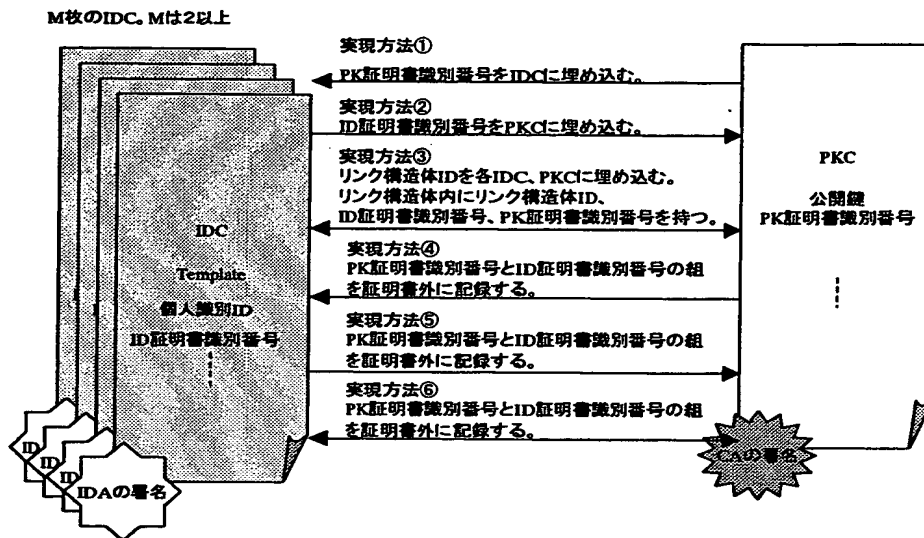 M枚のIDC。Mは2以上
実現方法①
PK証明書識別番号をIDCに埋め込む。
実現方法②
ID証明書識別番号をPKCに埋め込む。
実現方法③
リンク構造体IDを各IDC、PKCに埋め込む。
リンク構造体内にリンク構造体ID、
ID証明書識別番号、PK証明書識別番号を持つ。
実現方法④
PK証明書識別番号とID証明書識別番号の組
を証明書外に記録する。
実現方法⑤
PK証明書識別番号とID証明書識別番号の組
を証明書外に記録する。
実現方法⑥
PK証明書識別番号とID証明書識別番号の組
を証明書外に記録する。
IDC
Template
個人識別ID
ID証明書識別番号
ID
ID
ID
IDAの署名
PKC
公開鍵
PK証明書識別番号
CAの署名